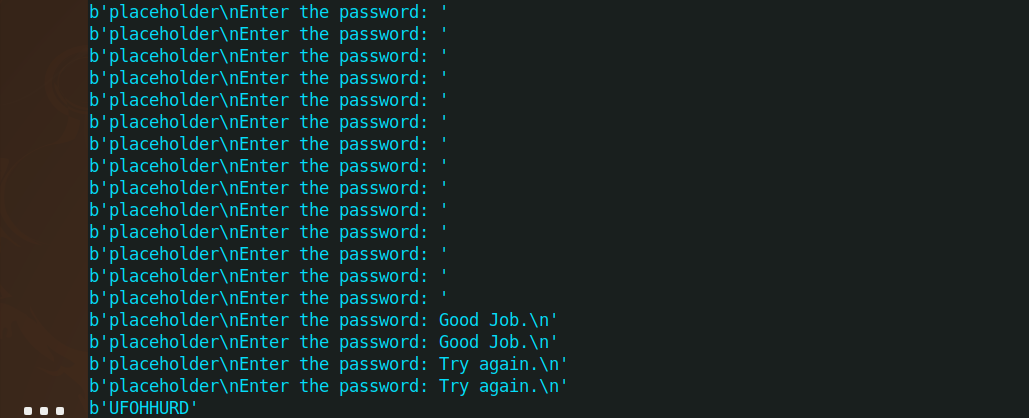 b'placeholder\nEnter the password: '
b'placeholder\nEnter the password: '
b'placeholder\nEnter the password: '
b'placeholder\nEnter the password: '
b'placeholder\nEnter the password: '
b'placeholder\nEnter the password: '
b'placeholder\nEnter the password: '
b'placeholder\nEnter the password: '
b'placeholder\nEnter the password: '
b'placeholder\nEnter the password: '
b'placeholder\nEnter the password: '
b'placeholder\nEnter the password: '
b'placeholder\nEnter the password: '
b'placeholder\nEnter the password: '
b'placeholder\nEnter the password: Good Job.\n'
b'placeholder\nEnter the password: Good Job.\n'
b'placeholder\nEnter the password: Try again.\n'
b'placeholder\nEnter the password: Try again.\n'
b'UFOHHURD'